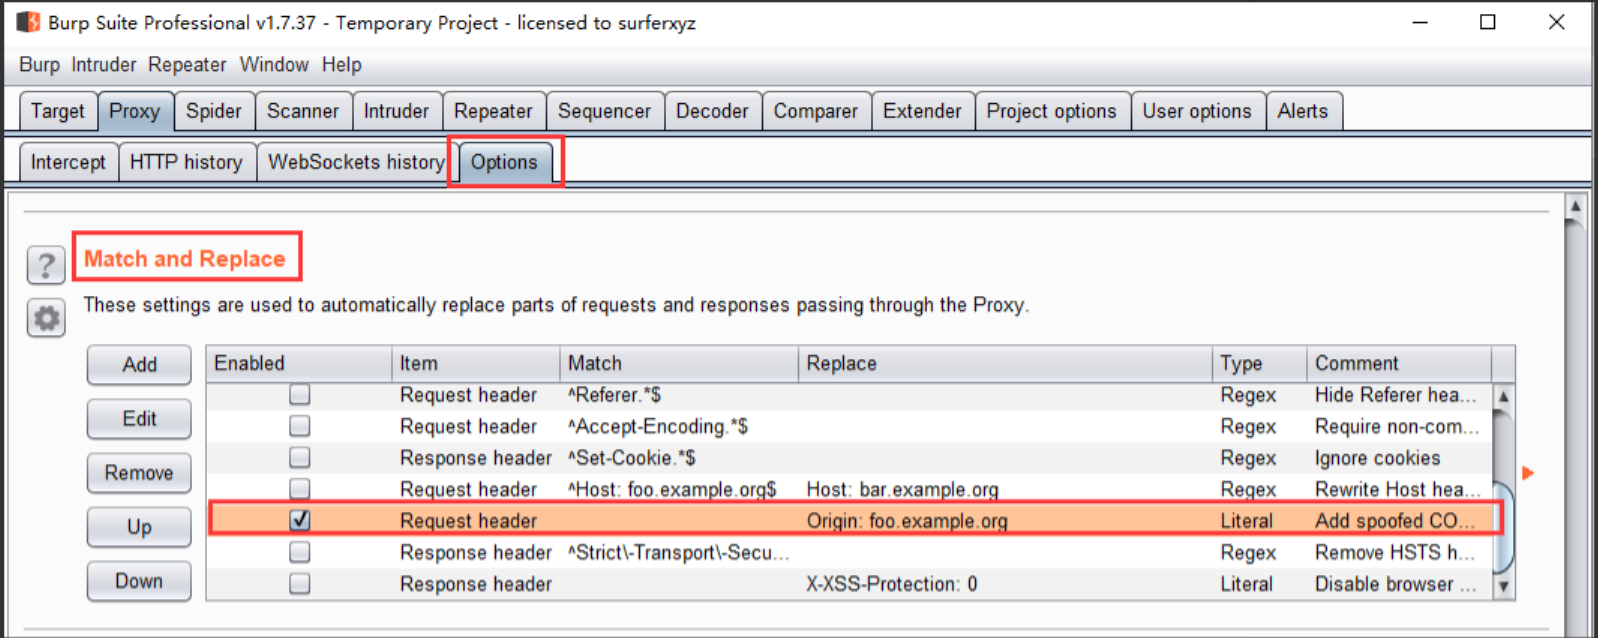 Burp Suite Professional v1.7.37 - Temporary Project - licensed to surferxyz
Burp Intruder Repeater Window Help
Target Proxy Spider Scanner Intruder Repeater Sequencer Decoder Comparer Extender Project options User options Alerts
Intercept HTTP history WebSockets history Options
Match and Replace
?
These settings are used to automatically replace parts of requests and responses passing through the Proxy.
Add
Edit
Remove
Up
Down
Enabled Item Match Replace Type Comment
Request header ^Referer.*$ Regex Hide Referer hea...
Request header ^Accept-Encoding.*$ Regex Require non-com...
Response header ^Set-Cookie.*$ Regex Ignore cookies
Request header ^Host: foo.example.org$ Host: bar.example.org Regex Rewrite Host hea...
Request header Origin: foo.example.org Literal Add spoofed CO...
Response header ^Strict\-Transport\-Secu... Regex Remove HSTS h...
Response header X-XSS-Protection: 0 Literal Disable browser ...